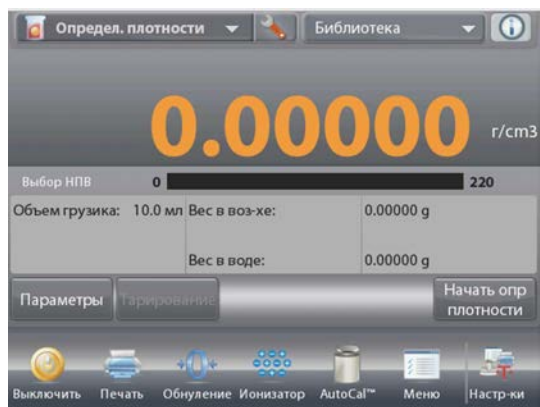 Определ. плотности Библиотека
0.00000 г/cm3
Выбор НПВ 0 220
Объем грузика: 10.0 мл Вес в воз-хе: 0.00000 g
Вес в воде: 0.00000 g
Параметры Тарирование Начать опр
плотности
Выключить Печать Обнуление Ионизатор AutoCal™ Меню Настр-ки